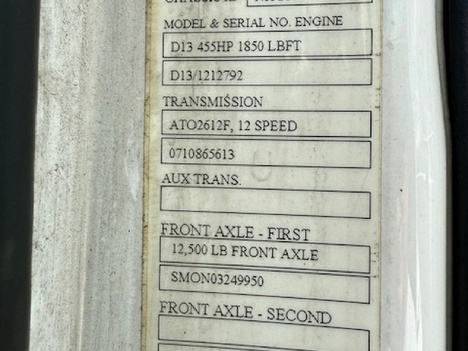 MODEL & SERIAL NO. ENGINE
D13 455HP 1850 LBFT
D13/1212792
TRANSMISSION
ATO2612F, 12 SPEED
0710865613
AUX TRANS.
FRONT AXLE - FIRST
12,500 LB FRONT AXLE
SMON03249950
FRONT AXLE - SECOND